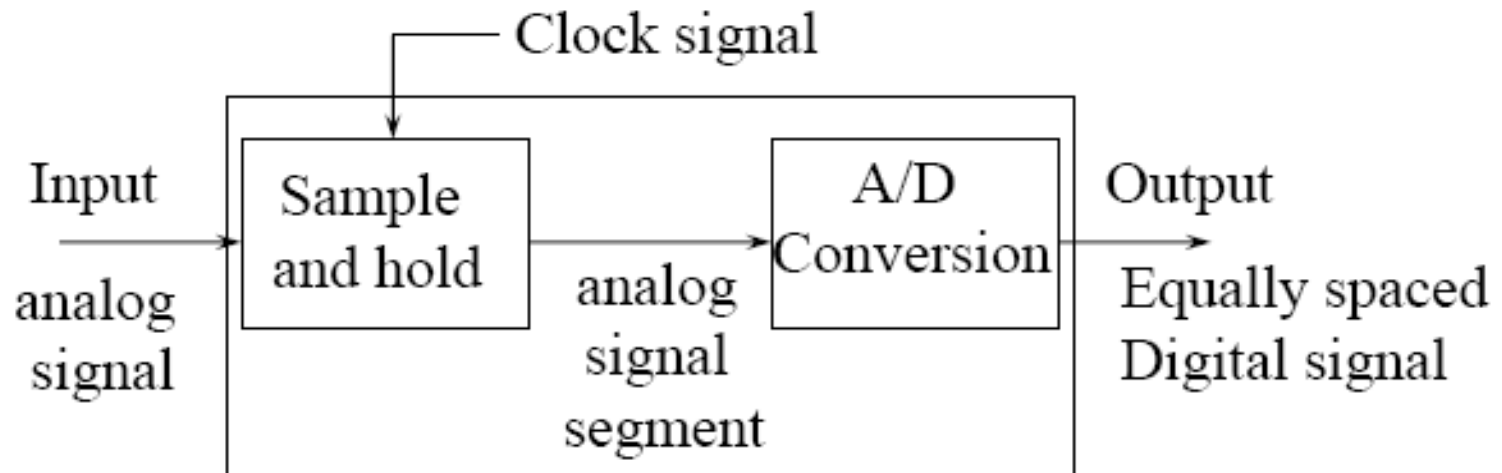 Clock signal
Input
analog
signal
Sample
and hold
analog
signal
segment
A/D
Conversion
Output
Equally spaced
Digital signal